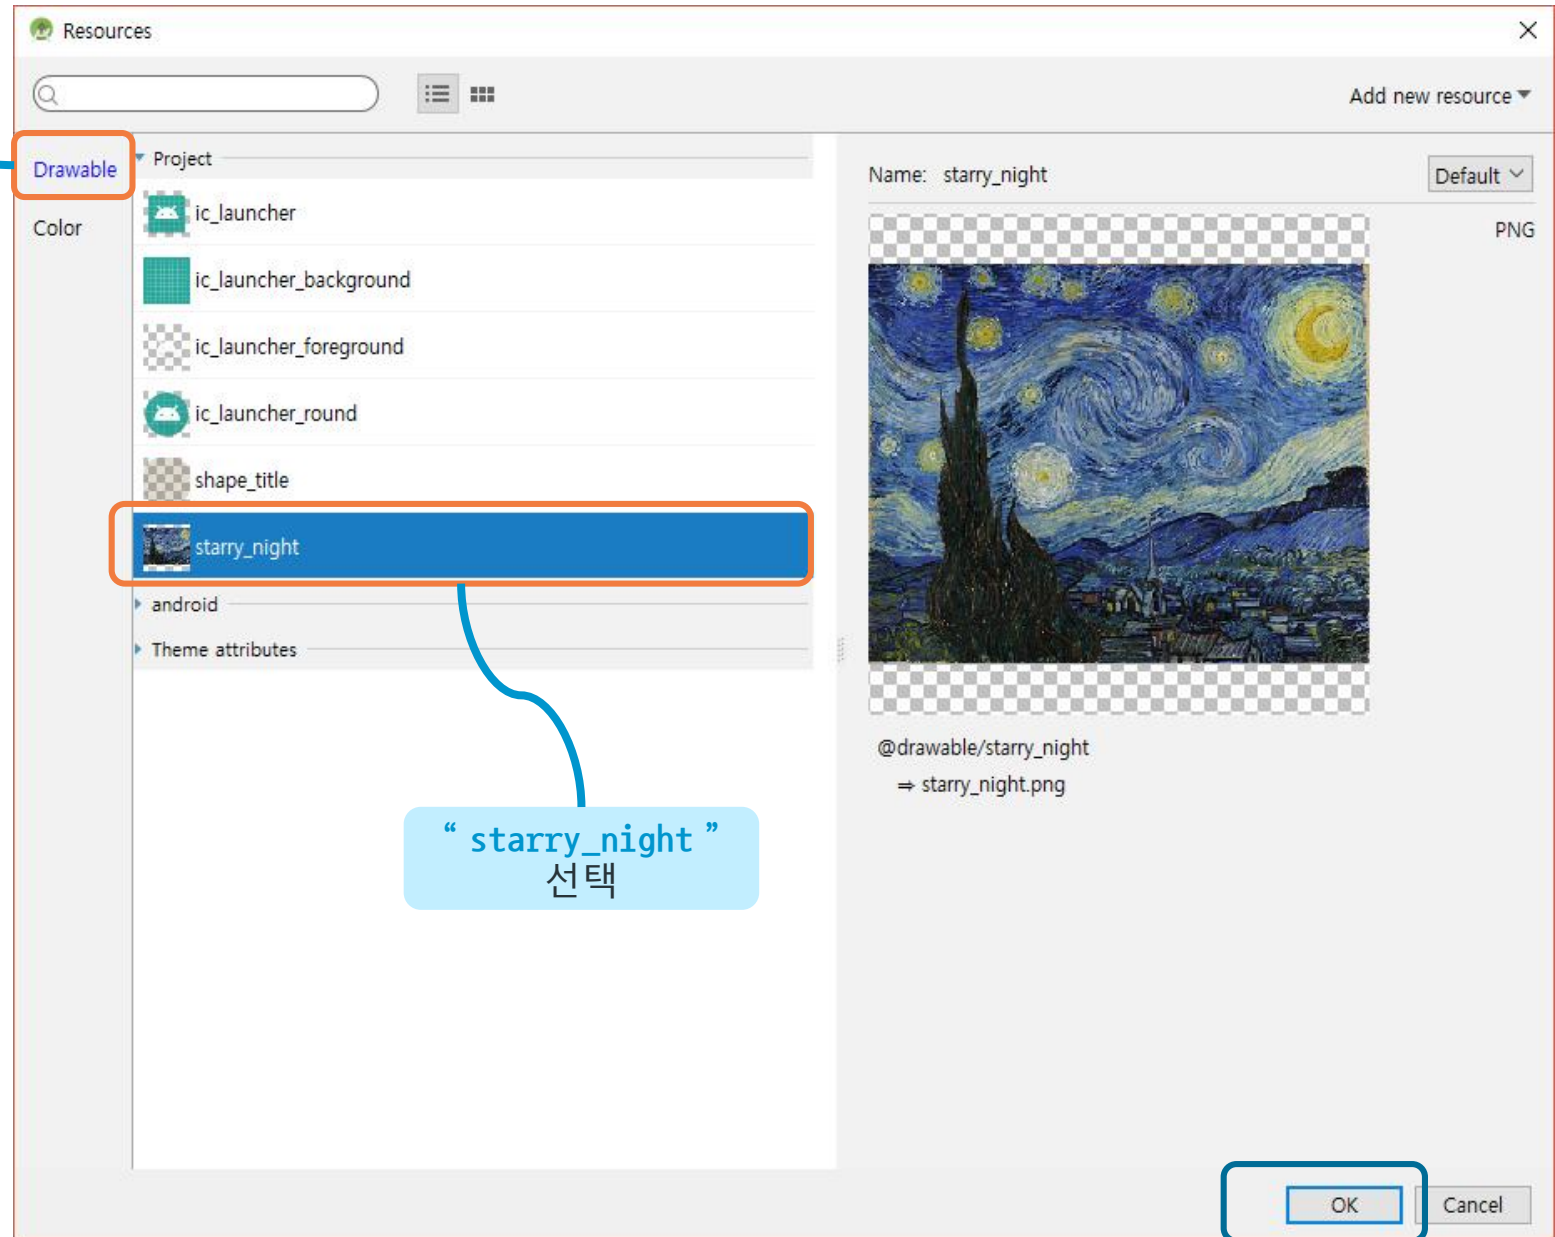 Resources
Add new resource
Drawable
Color
Project
ic_launcher
ic_launcher_background
ic_launcher_foreground
ic_launcher_round
shape_title
starry_night
android
Theme attributes
Name: starry_night
Default
PNG
@drawable/starry_night
⇒ starry_night.png
“ starry_night ”
선택
OK
Cancel